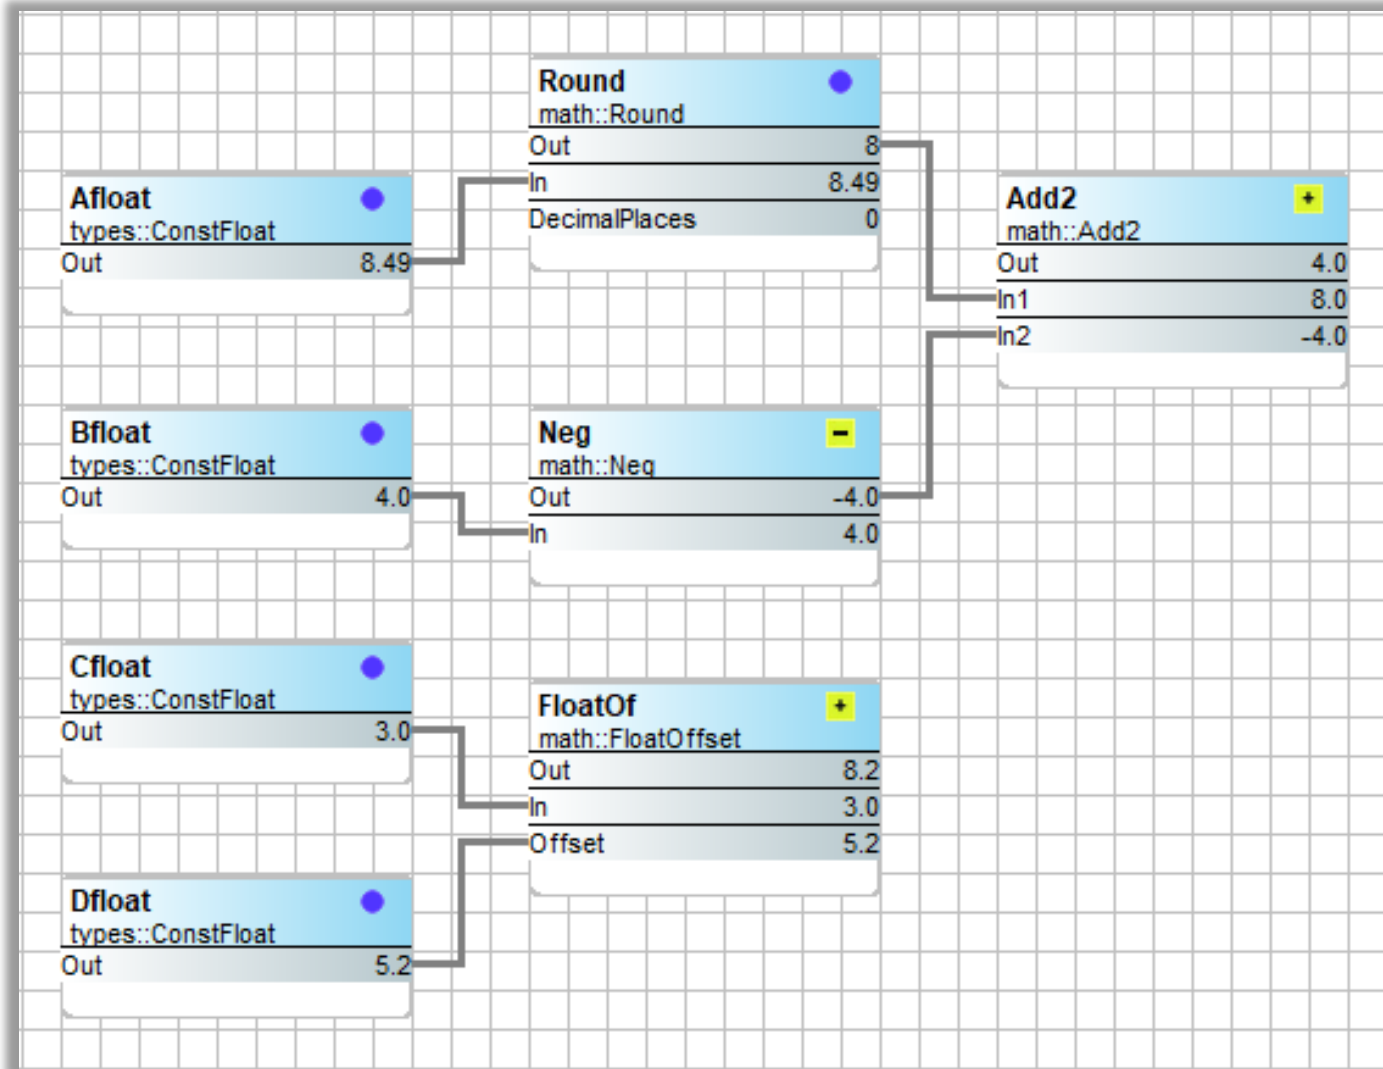 Round
math::Round
Out 8
In 8.49
DecimalPlaces 0
Afloat
types::ConstFloat
Out 8.49
Add2 +
math::Add2
Out 4.0
In1 8.0
In2 -4.0
Bfloat
types::ConstFloat
Out 4.0
Neg -
math::Neg
Out -4.0
In 4.0
Cfloat
types::ConstFloat
Out 3.0
FloatOf +
math::FloatOffset
Out 8.2
In 3.0
Offset 5.2
Dfloat
types::ConstFloat
Out 5.2